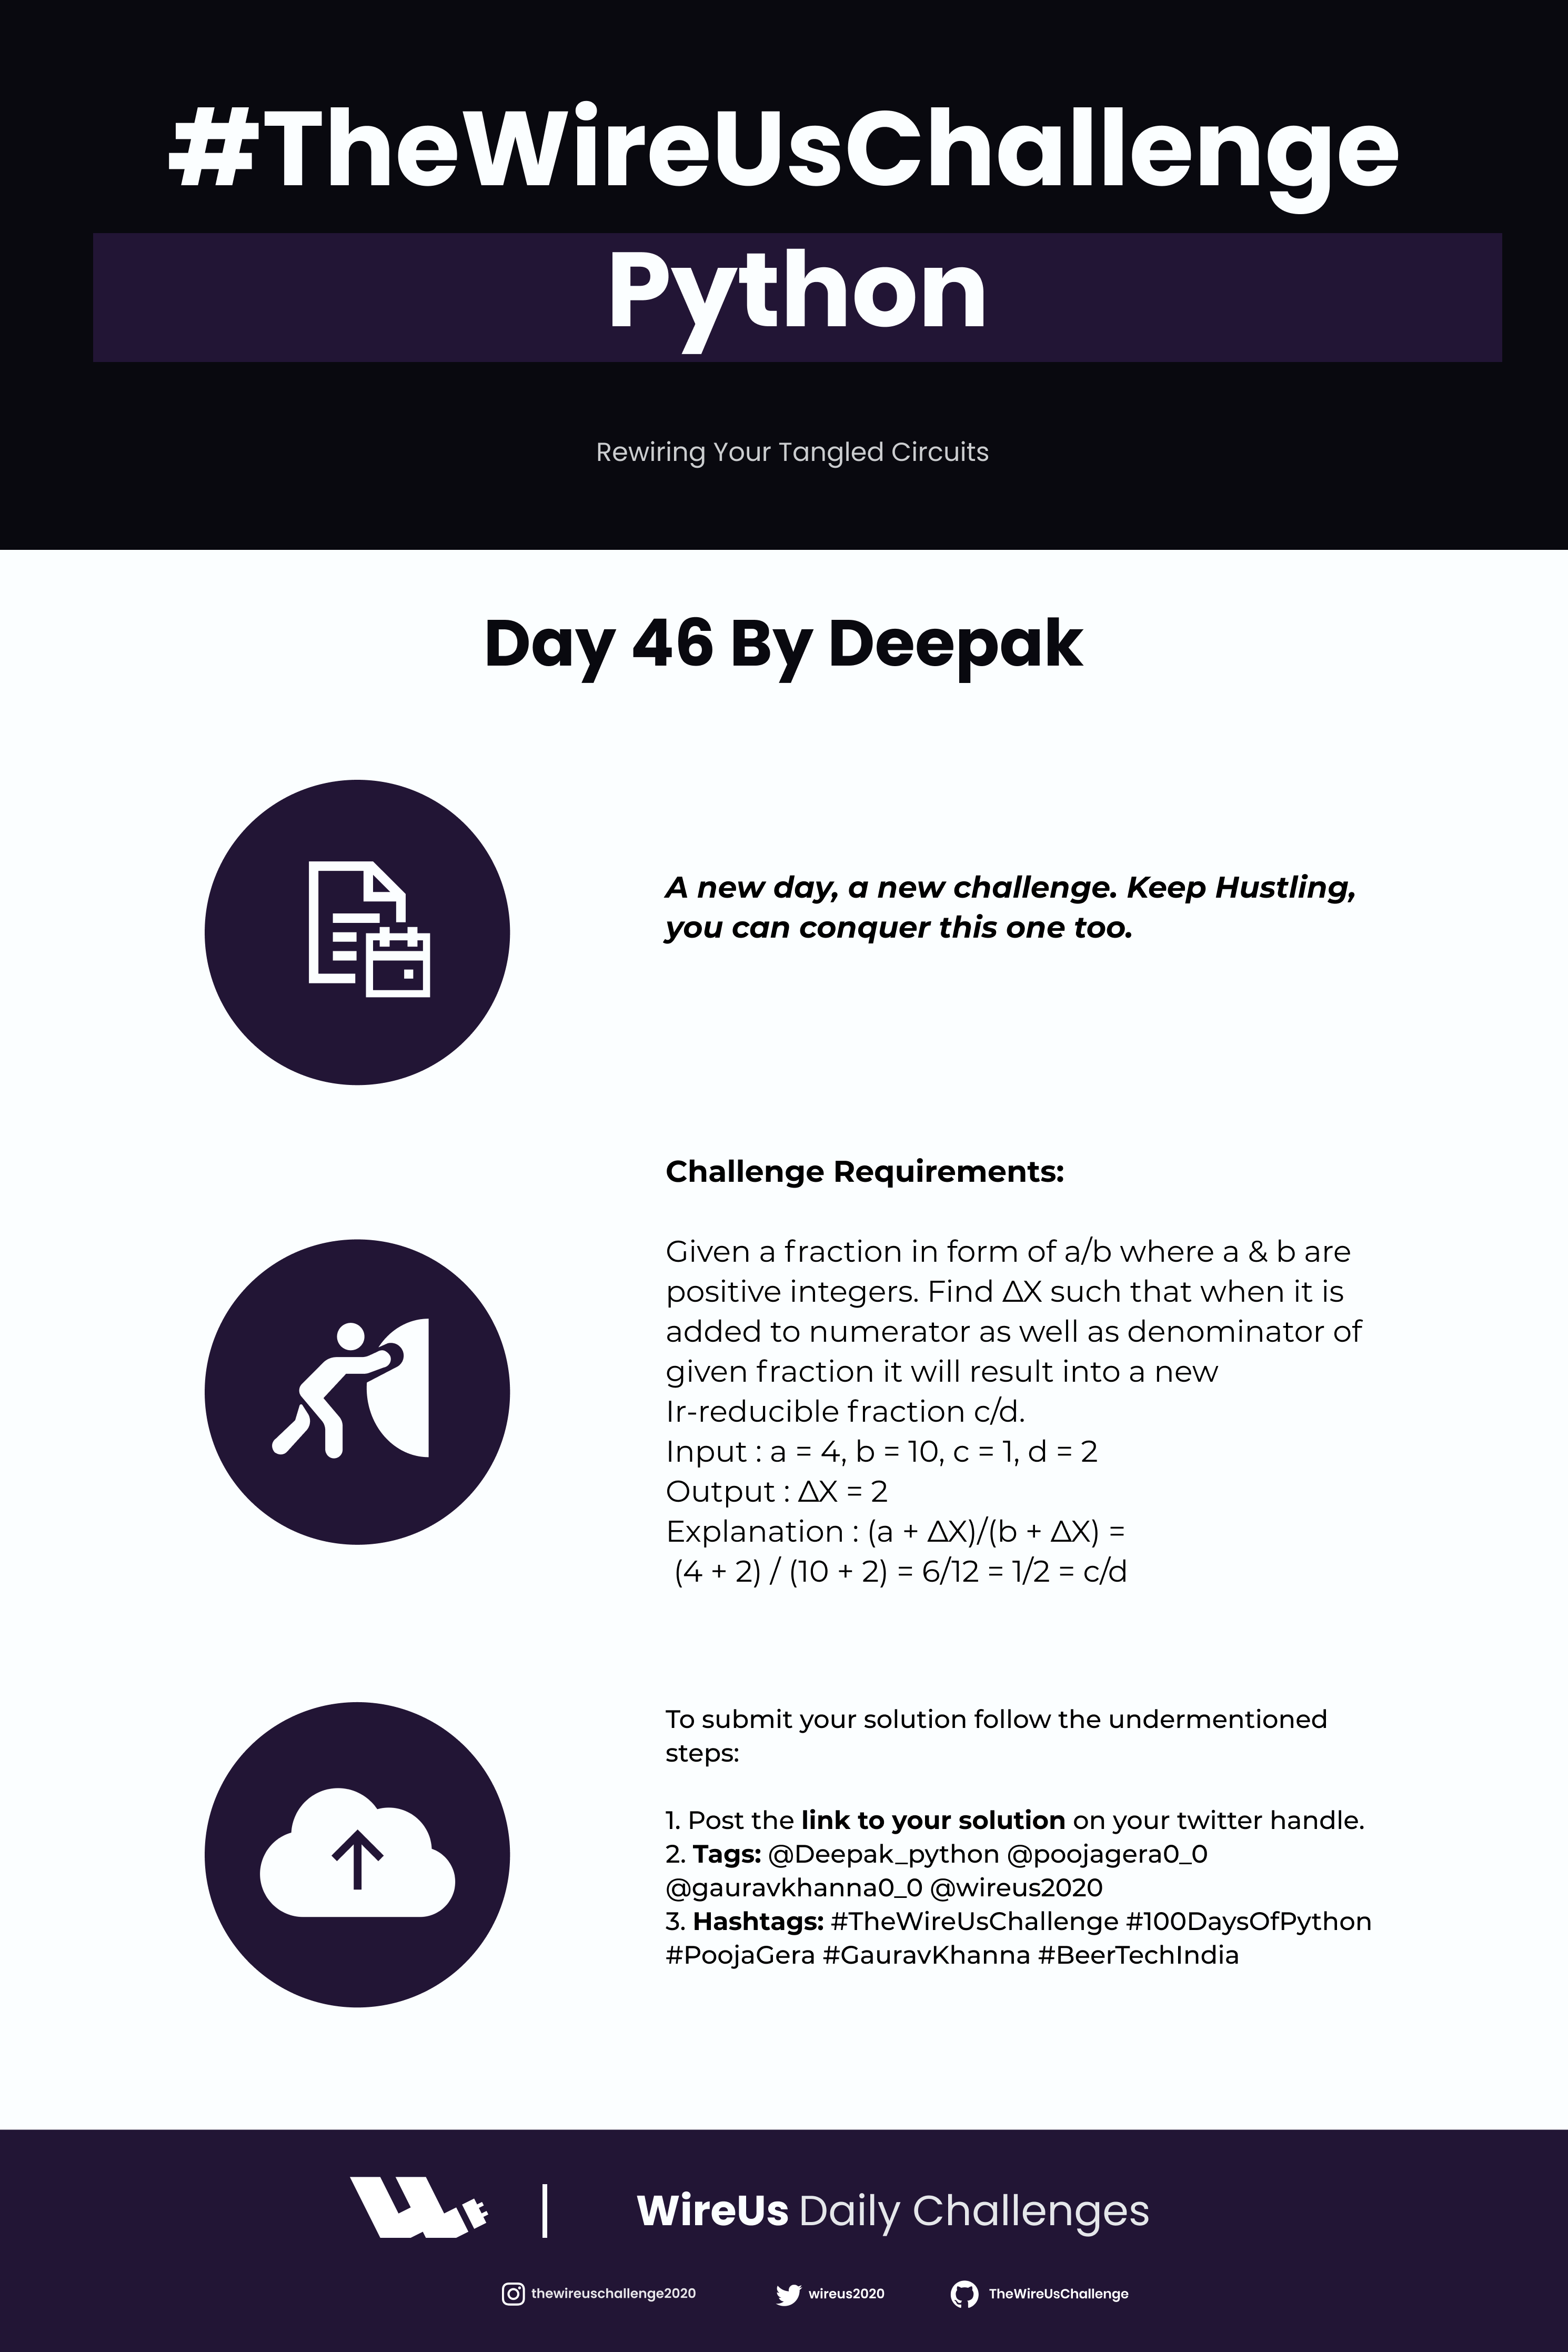 #TheWireUsChallenge
Python
Rewiring Your Tangled Circuits
Day 46 By Deepak
A new day, a new challenge. Keep Hustling,
you can conquer this one too.
Challenge Requirements:
Given a fraction in form of a/b where a & b are
positive integers. Find ΔX such that when it is
added to numerator as well as denominator of
given fraction it will result into a new
Ir-reducible fraction c/d.
Input : a = 4, b = 10, c = 1, d = 2
Output : ΔX = 2
Explanation : (a + ΔX)/(b + ΔX) =
(4 + 2) / (10 + 2) = 6/12 = 1/2 = c/d
To submit your solution follow the undermentioned
steps:
1. Post the link to your solution on your twitter handle.
2. Tags: @Deepak_python @poojagera0_0
@gauravkhanna0_0 @wireus2020
3. Hashtags: #TheWireUsChallenge #100DaysOfPython
#PoojaGera #GauravKhanna #BeerTechIndia
WireUs Daily Challenges
thewireuschallenge2020 wireus2020 TheWireUsChallenge